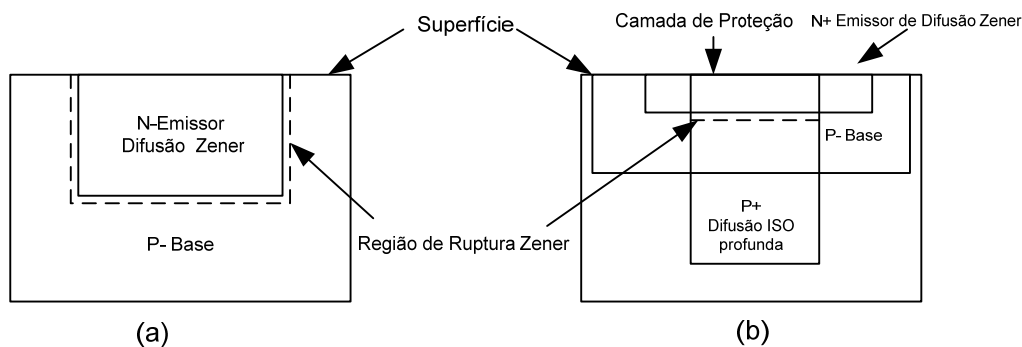 Superfície
N-Emissor
Difusão Zener
P- Base
Região de Ruptura Zener
(a)
Camada de Proteção
N+ Emissor de Difusão Zener
P- Base
P+
Difusão ISO
profunda
(b)